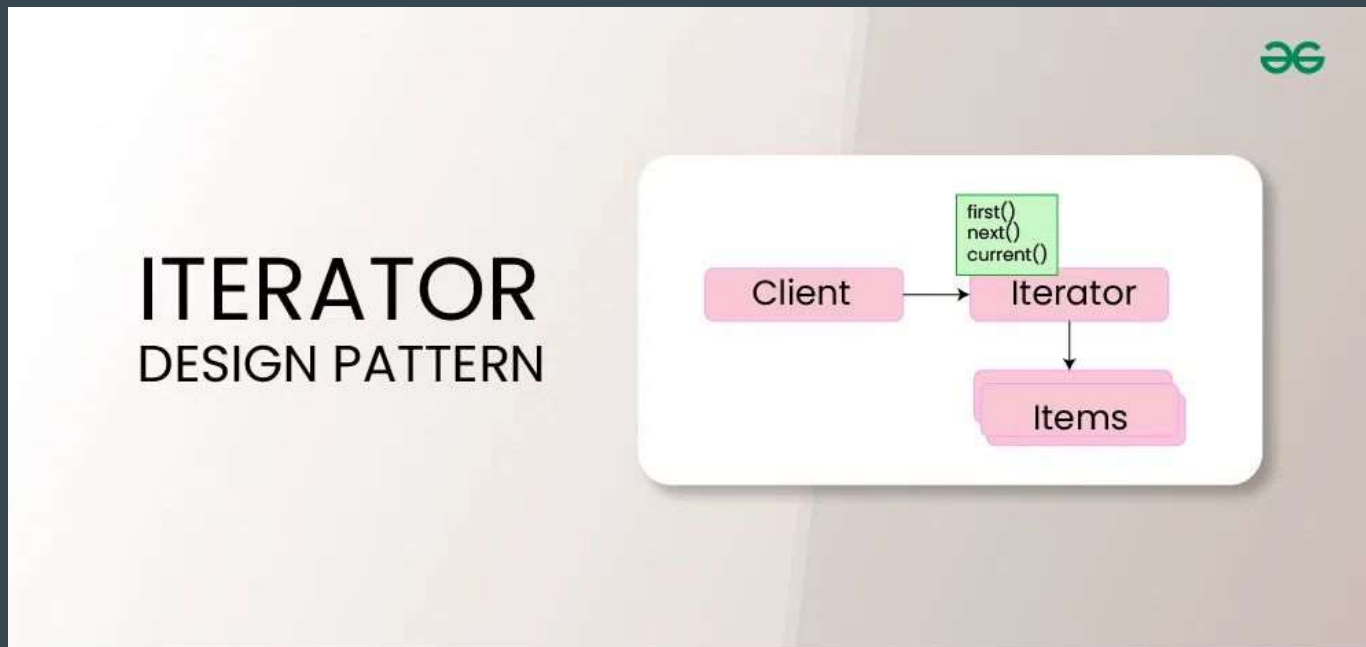 ITERATOR
DESIGN PATTERN
first()
next()
current()
Client
Iterator
Items